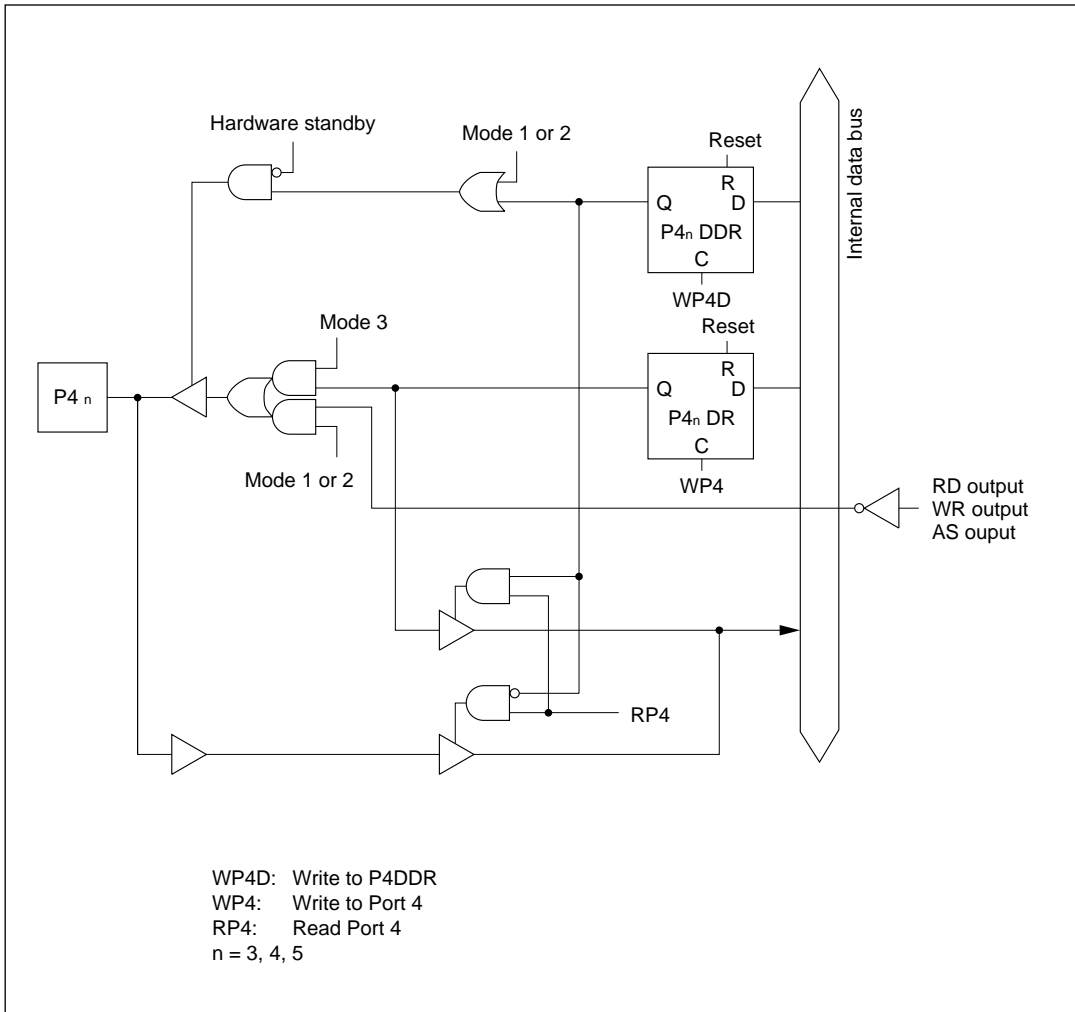 Hardware standby
Mode 1 or 2
Reset
R
Q D
P4n DDR
C
WP4D
Internal data bus
Mode 3
Reset
R
Q D
P4n DR
C
WP4
P4 n
Mode 1 or 2
RD output
WR output
AS ouput
RP4
WP4D: Write to P4DDR
WP4: Write to Port 4
RP4: Read Port 4
n = 3, 4, 5